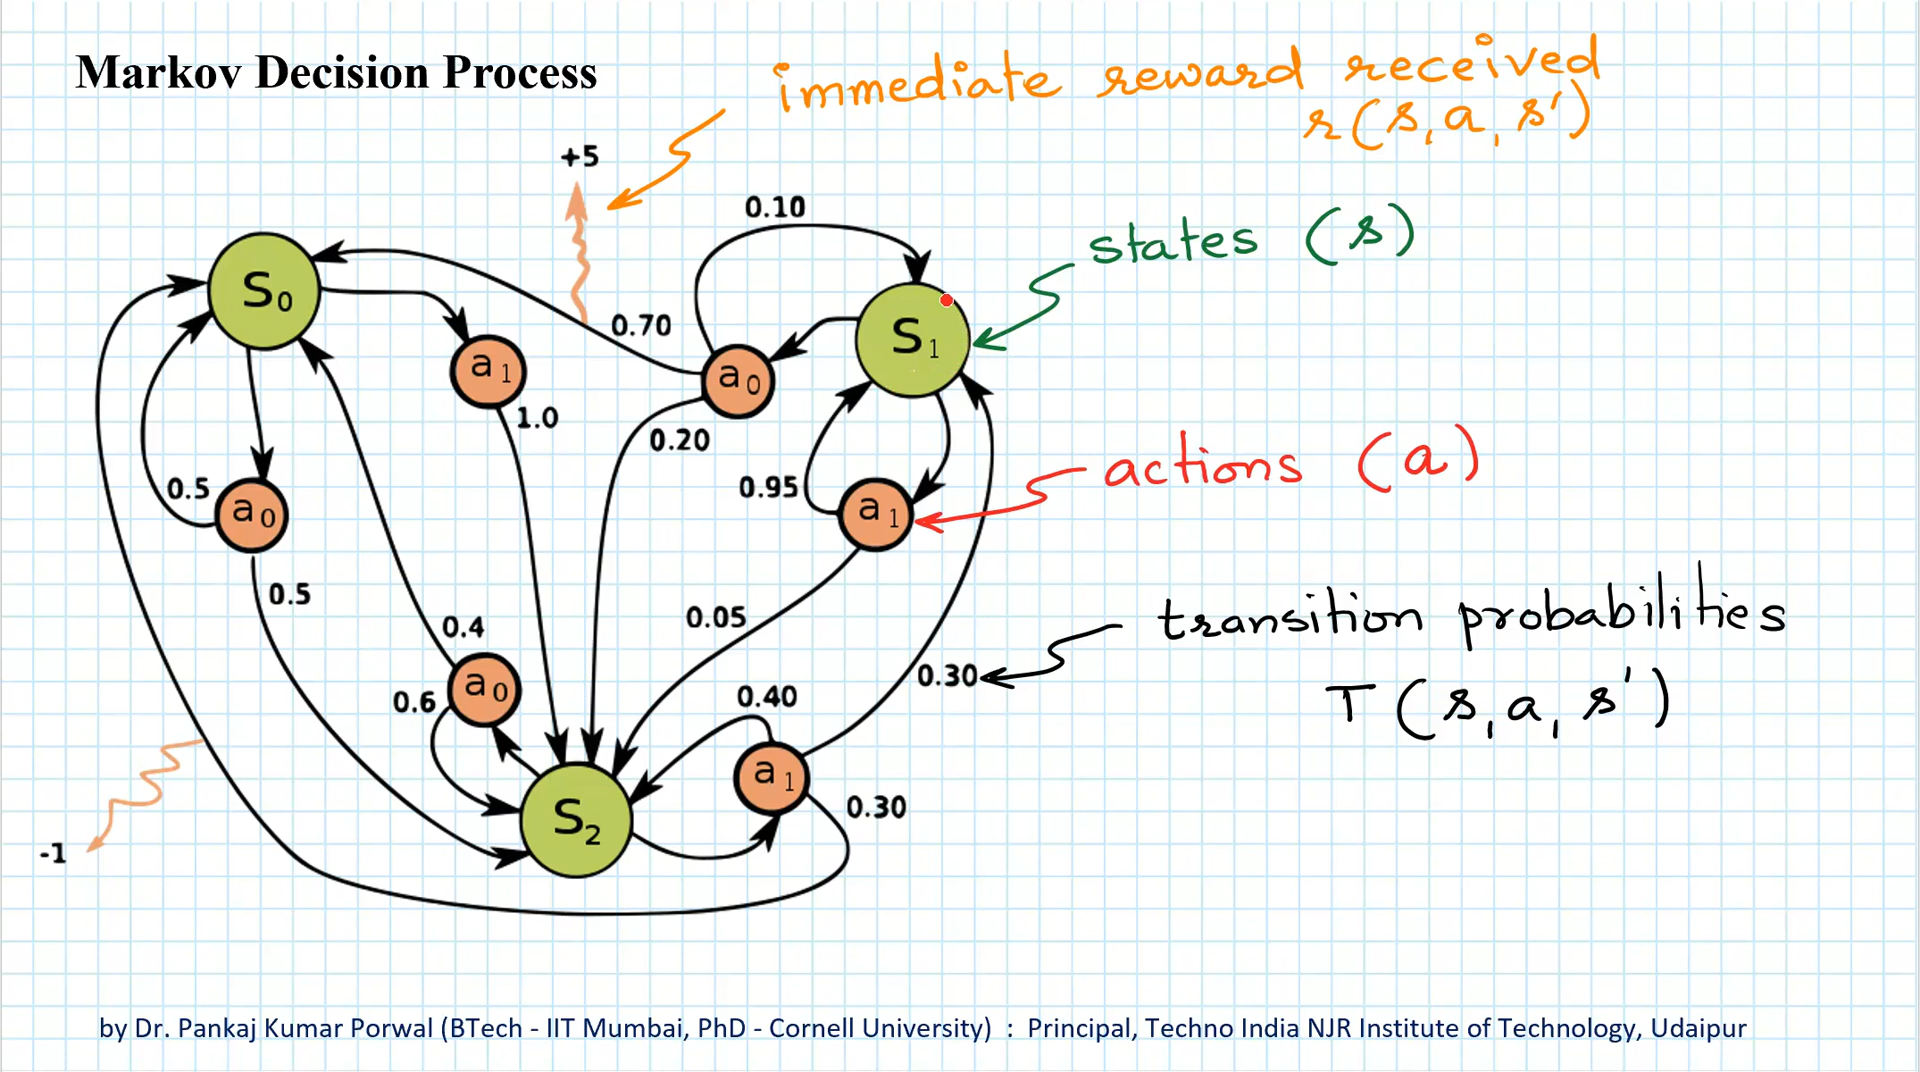 Markov Decision Process
immediate reward received
r(s, a, s')
+5
0.10
states (s)
S0
0.70
S1
a1
a0
1.0
0.20
actions (a)
0.95
0.5
a0
a1
0.5
transition probabilities
0.4
0.05
0.30
T(s, a, s')
a0
0.6
0.40
a1
S2
0.30
-1
by Dr. Pankaj Kumar Porwal (BTech - IIT Mumbai, PhD - Cornell University) : Principal, Techno India NJR Institute of Technology, Udaipur